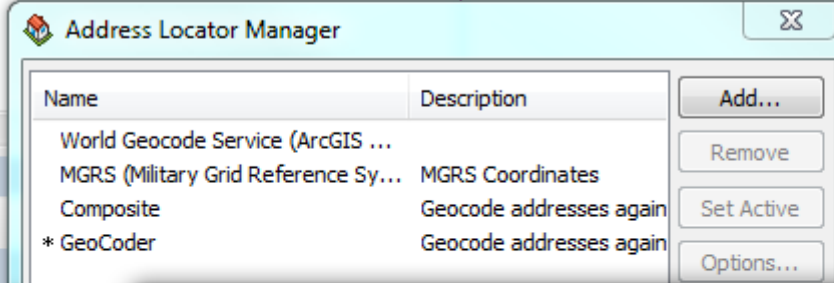 Address Locator Manager
Name Description Add...
World Geocode Service (ArcGIS ...
Remove
MGRS (Military Grid Reference Sy... MGRS Coordinates
Composite Geocode addresses again Set Active
* GeoCoder Geocode addresses again
Options...